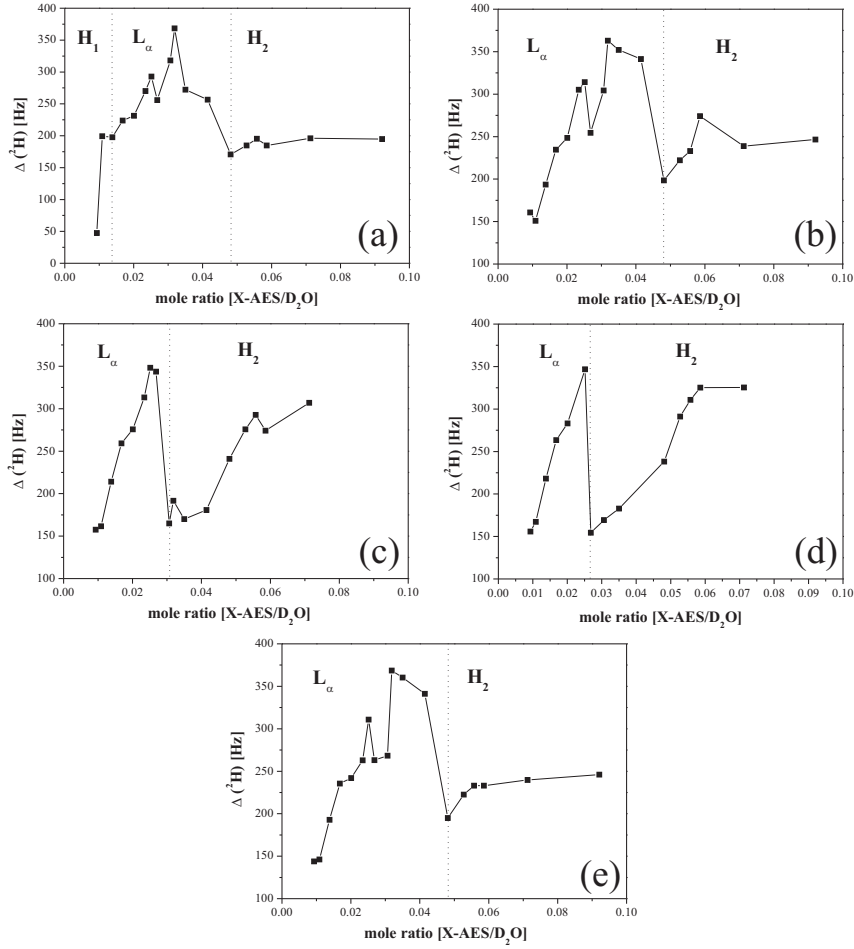 H₁ L_α H₂
400
350
300
250
200
150
100
50
0
Δ (²H) [Hz]
0.00 0.02 0.04 0.06 0.08 0.10
mole ratio [X-AES/D₂O]
(a)
L_α H₂
400
350
300
250
200
150
100
Δ (²H) [Hz]
0.00 0.02 0.04 0.06 0.08 0.10
mole ratio [X-AES/D₂O]
(b)
L_α H₂
400
350
300
250
200
150
100
Δ (²H) [Hz]
0.00 0.02 0.04 0.06 0.08 0.10
mole ratio [X-AES/D₂O]
(c)
L_α H₂
400
350
300
250
200
150
100
Δ (²H) [Hz]
0.00 0.01 0.02 0.03 0.04 0.05 0.06 0.07 0.08 0.09 0.10
mole ratio [X-AES/D₂O]
(d)
L_α H₂
400
350
300
250
200
150
100
Δ (²H) [Hz]
0.00 0.02 0.04 0.06 0.08 0.10
mole ratio [X-AES/D₂O]
(e)